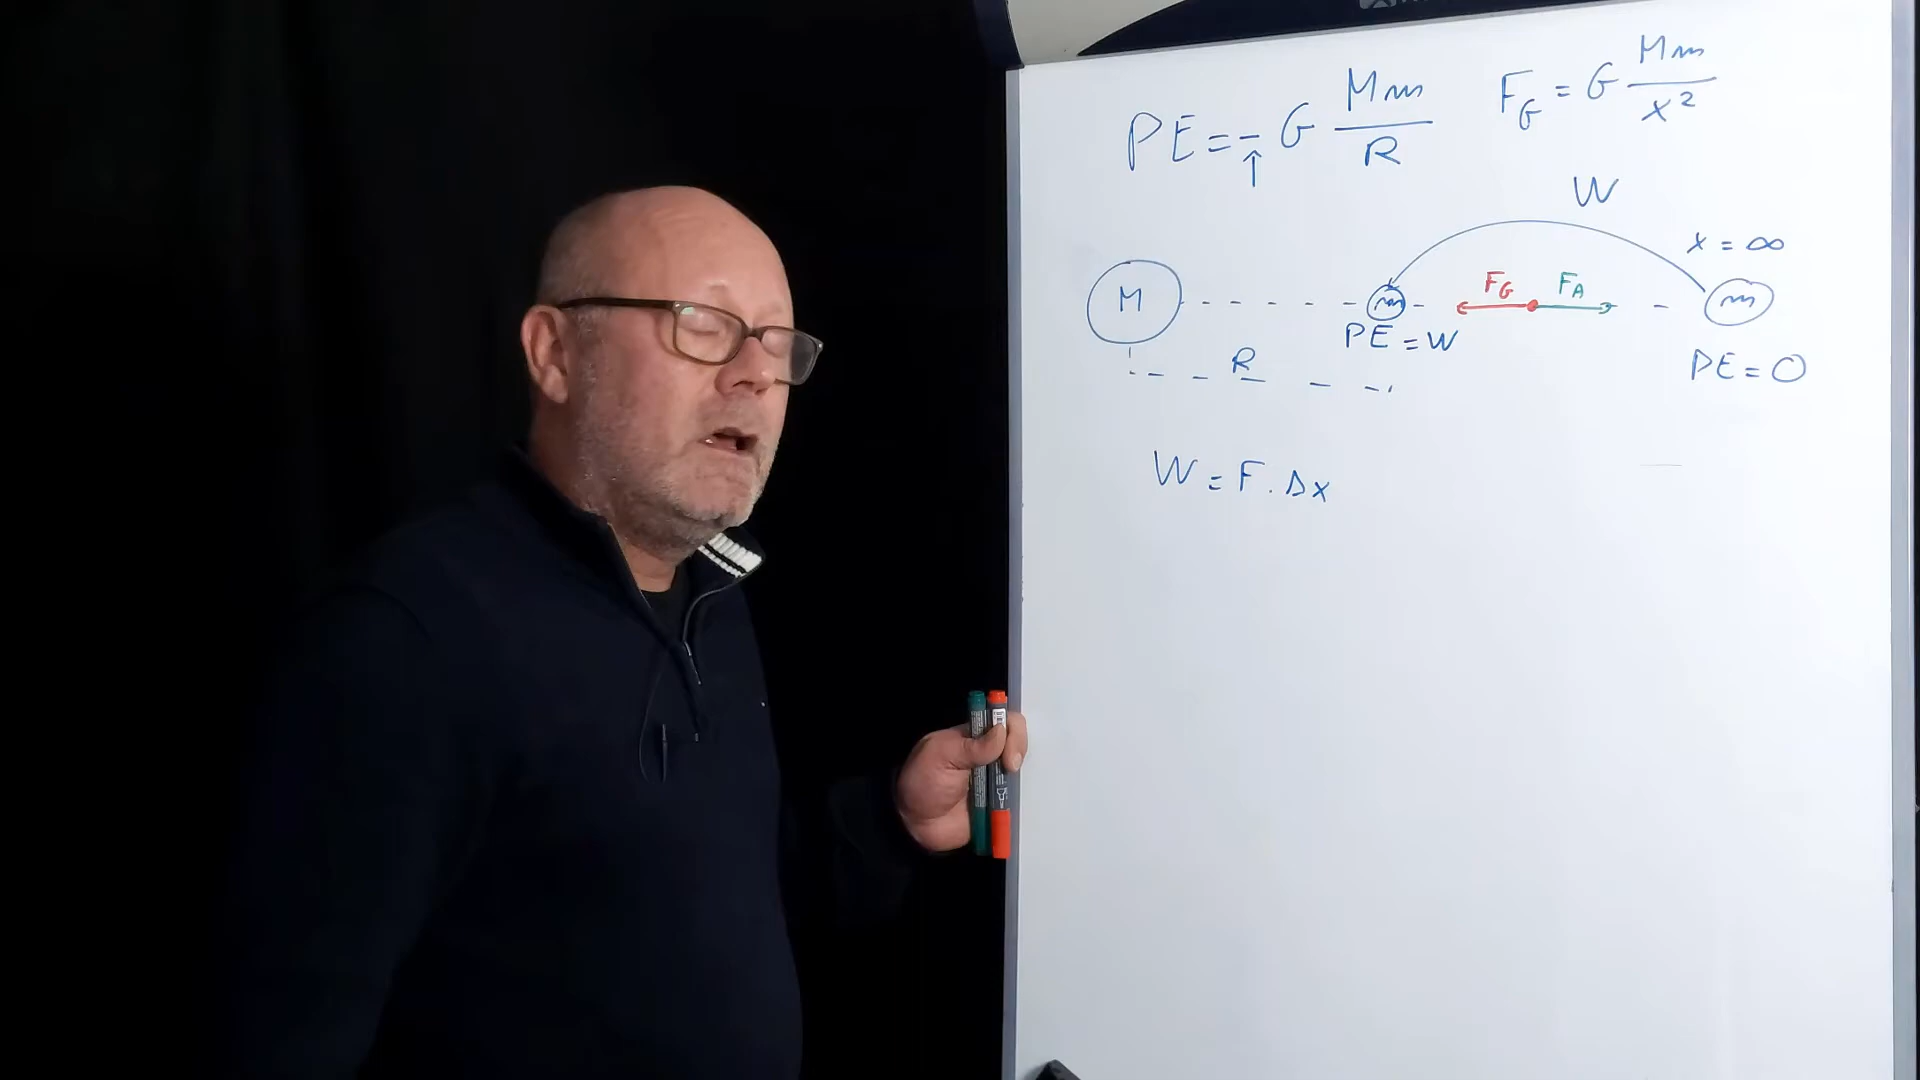 PE = - G Mm / R
↑
F_G = G Mm / x²
W
x = ∞
M
m
F_G
F_A
m
PE = W
PE = 0
R
W = F . Δx